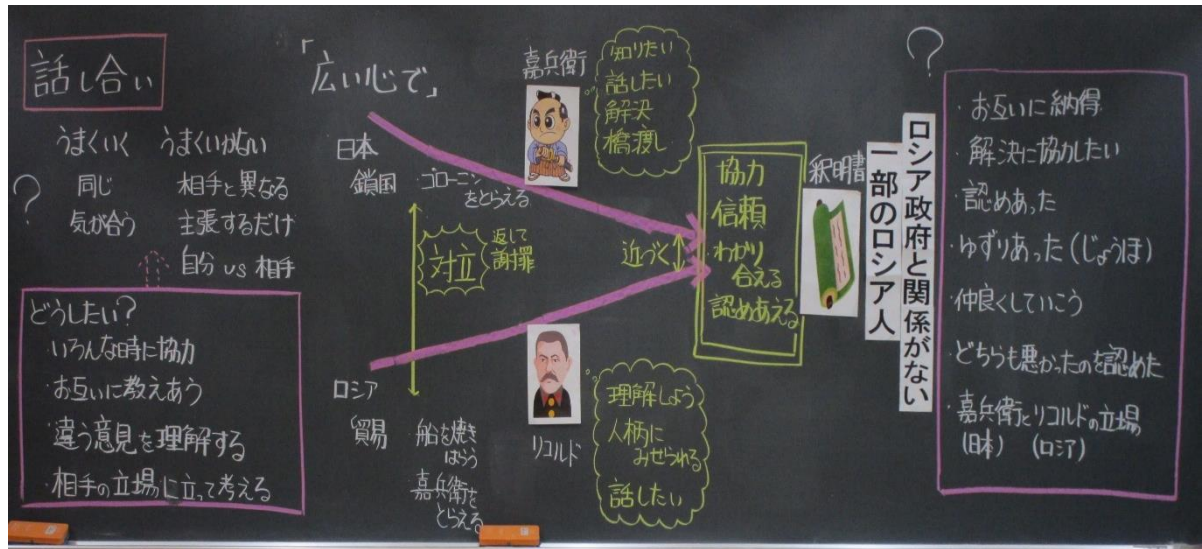 話し合い
うまくいく
同じ
気が合う
?
うまくいかない
相手と異なる
主張するだけ
自分 vs 相手
どうしたい?
・いろんな時に協力
・お互いに教えあう
・違う意見を理解する
・相手の立場に立って考える
「広い心で」
日本
鎖国
・ゴローニン
をとらえる
対立
返して
謝罪
ロシア
貿易
船を焼き
はらう
嘉兵衛を
とらえる
嘉兵衛
知りたい
話したい
解決
橋渡し
近づく
リコルド
理解しよう
人柄に
みせられる
話したい
協力
信頼
・わかり
合える
認めあえる
釈明書
一部のロシア人
ロシア政府と関係がない
?
・お互いに納得
・解決に協力したい
・認めあった
・ゆずりあった(じょうほ)
・仲良くしていこう
・どちらも悪かったのを認めた
・嘉兵衛とリコルドの立場
(日本) (ロシア)